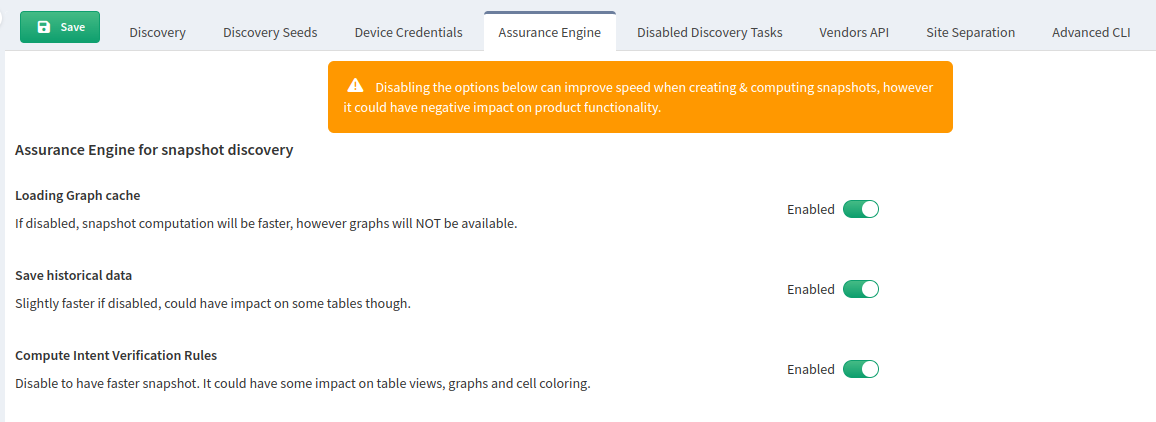 Save
Discovery
Discovery Seeds
Device Credentials
Assurance Engine
Disabled Discovery Tasks
Vendors API
Site Separation
Advanced CLI
Disabling the options below can improve speed when creating & computing snapshots, however
it could have negative impact on product functionality.
Assurance Engine for snapshot discovery
Loading Graph cache
If disabled, snapshot computation will be faster, however graphs will NOT be available.
Enabled
Save historical data
Slightly faster if disabled, could have impact on some tables though.
Enabled
Compute Intent Verification Rules
Disable to have faster snapshot. It could have some impact on table views, graphs and cell coloring.
Enabled